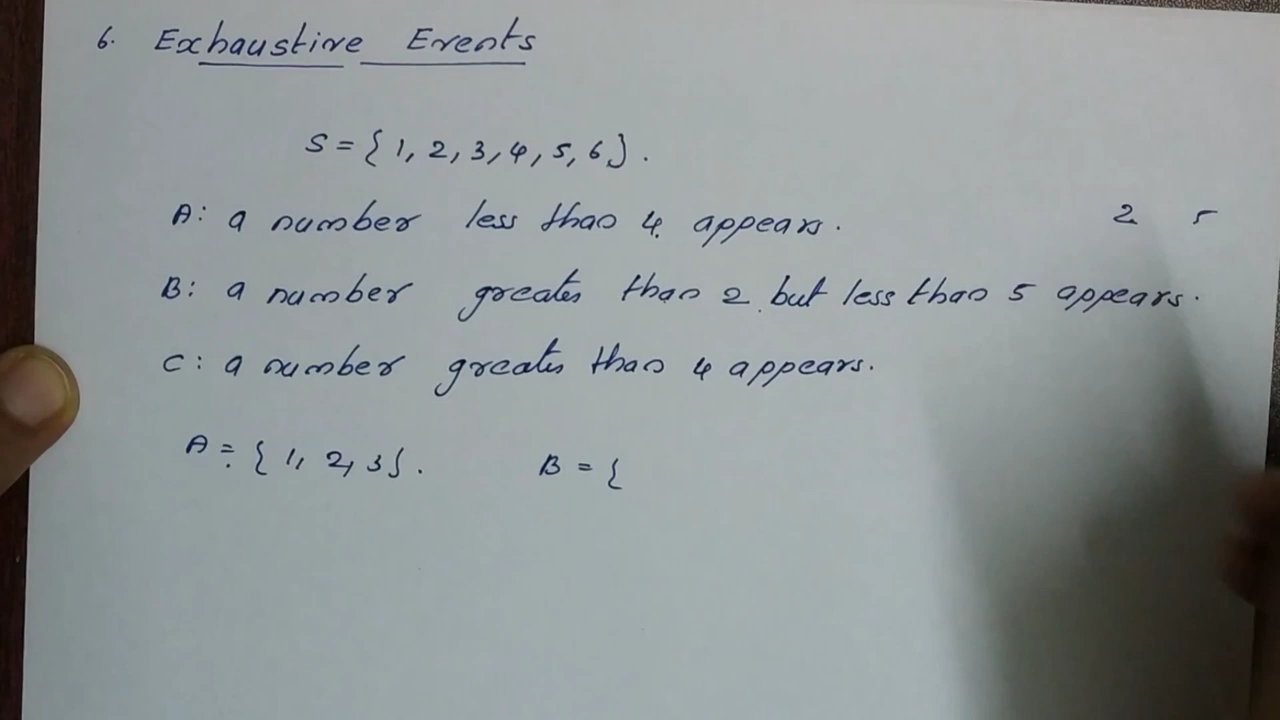 6. Exhaustive Events
S = { 1, 2, 3, 4, 5, 6 } .
A: a number less than 4 appears.
2 5
B: a number greater than 2 but less than 5 appears.
C: a number greater than 4 appears.
A = { 1, 2, 3 } . B = {